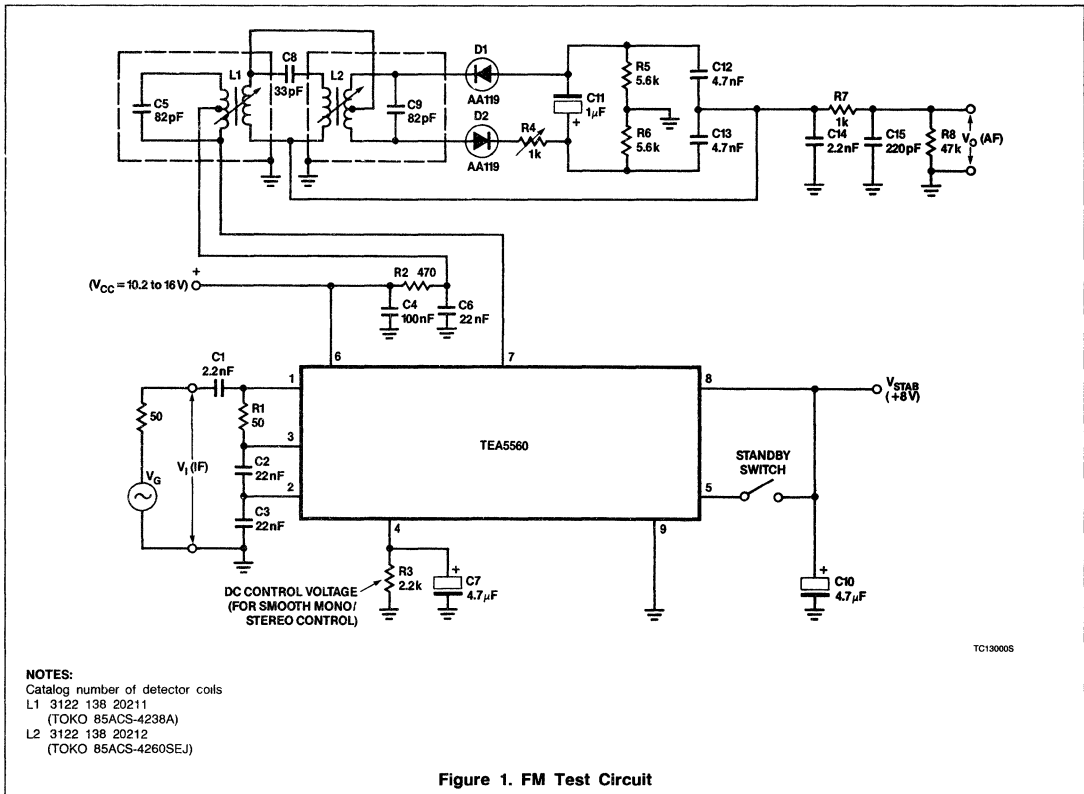 L1
C8
33pF
L2
C5
82pF
C9
82pF
D1
AA119
D2
AA119
R4
1k
C11
1μF
+
R5
5.6k
R6
5.6k
C12
4.7nF
C13
4.7nF
R7
1k
C14
2.2nF
C15
220pF
R8
47k
VO (AF)
+
(VCC = 10.2 to 16V)
R2 470
C4
100nF
C6
22nF
6
7
C1
2.2nF
1
8
VSTAB
(+8V)
50
R1
50
3
TEA5560
VI (IF)
C2
22nF
STANDBY
SWITCH
VG
2
5
C3
22nF
4
9
R3
2.2k
+
C7
4.7μF
+
C10
4.7μF
DC CONTROL VOLTAGE
(FOR SMOOTH MONO/
STEREO CONTROL)
TC13000S
NOTES:
Catalog number of detector coils
L1 3122 138 20211
(TOKO 85ACS-4238A)
L2 3122 138 20212
(TOKO 85ACS-4260SEJ)
Figure 1. FM Test Circuit